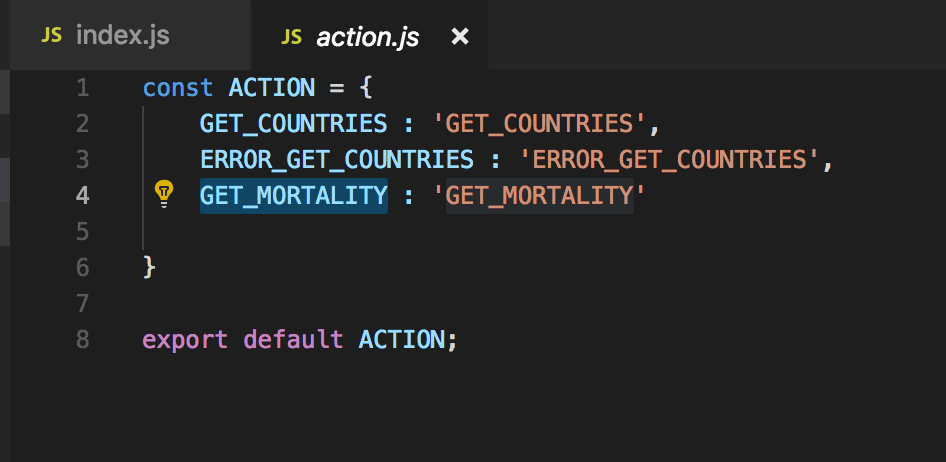 JS index.js JS action.js ×
1 const ACTION = {
2 GET_COUNTRIES : 'GET_COUNTRIES',
3 ERROR_GET_COUNTRIES : 'ERROR_GET_COUNTRIES',
4 GET_MORTALITY : 'GET_MORTALITY'
5
6 }
7
8 export default ACTION;